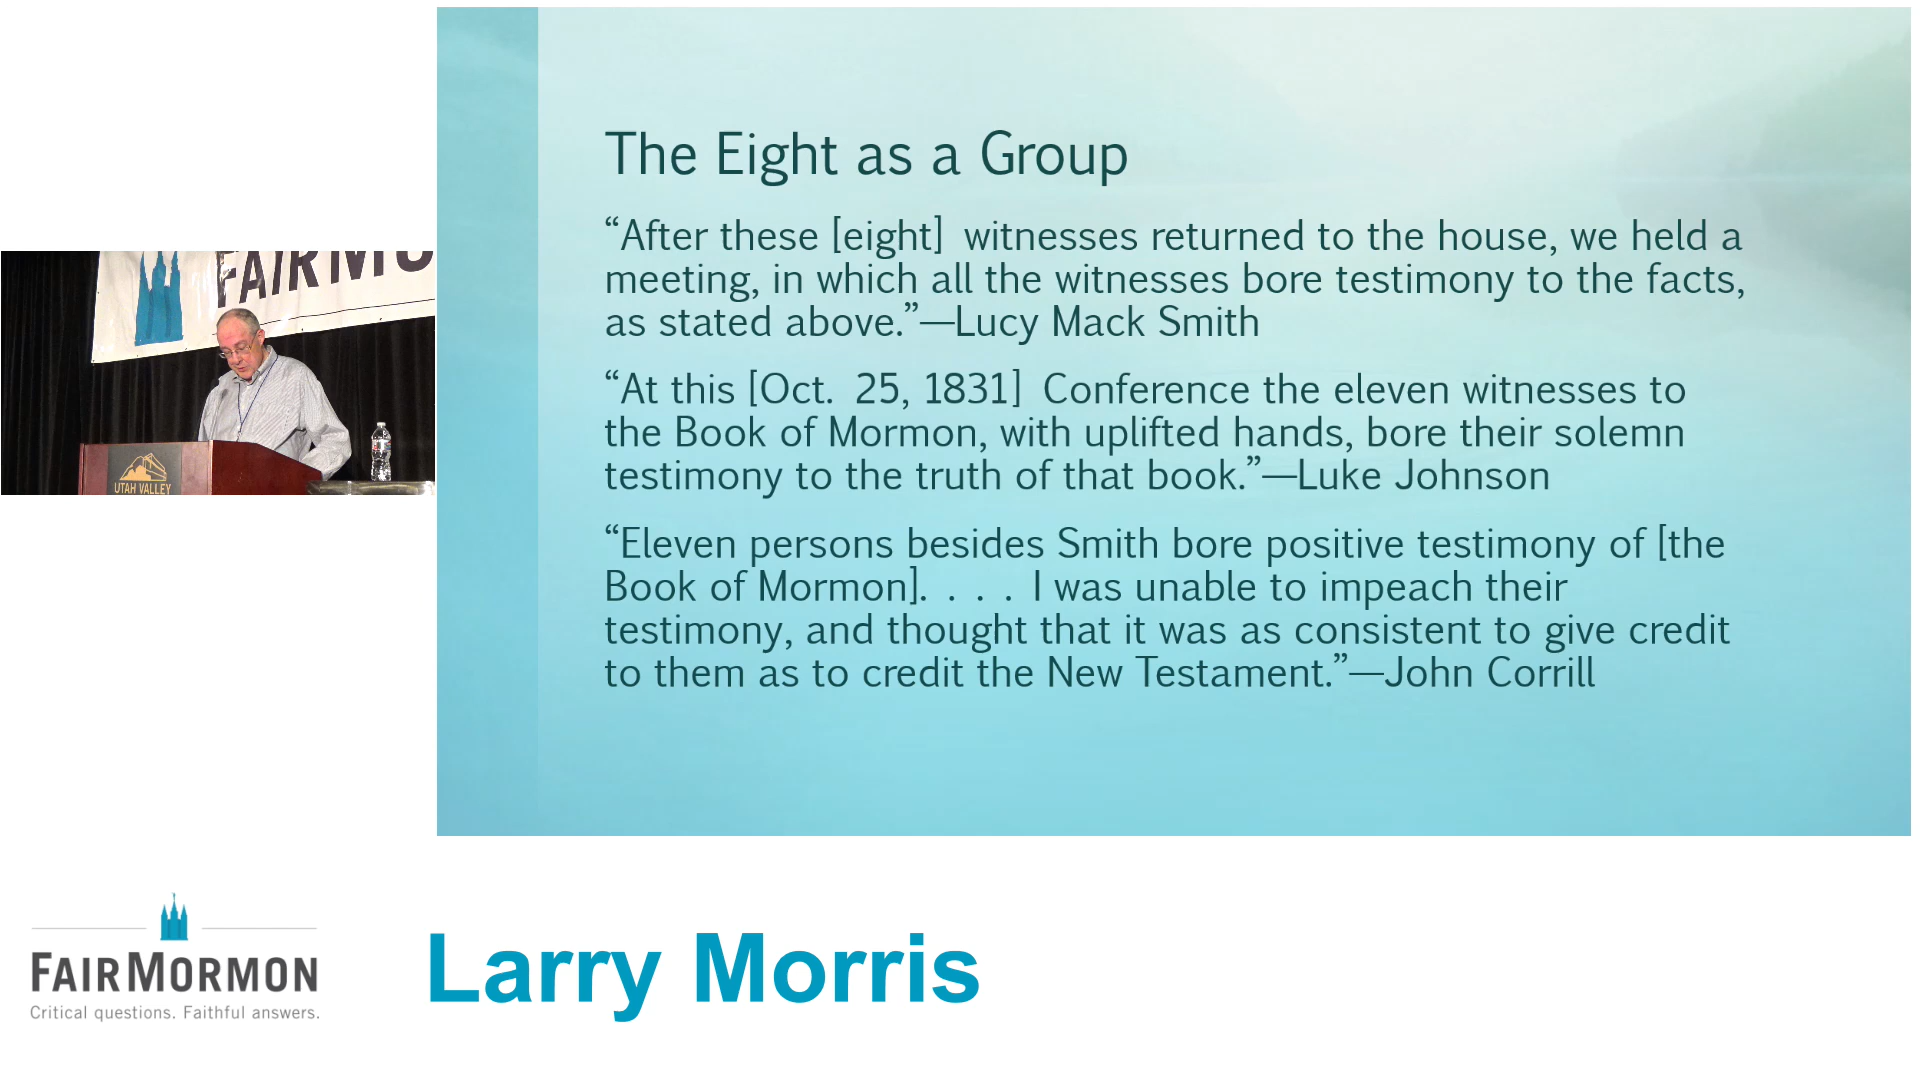 The Eight as a Group
“After these [eight] witnesses returned to the house, we held a
meeting, in which all the witnesses bore testimony to the facts,
as stated above.”—Lucy Mack Smith
“At this [Oct. 25, 1831] Conference the eleven witnesses to
the Book of Mormon, with uplifted hands, bore their solemn
testimony to the truth of that book.”—Luke Johnson
“Eleven persons besides Smith bore positive testimony of [the
Book of Mormon]. . . . I was unable to impeach their
testimony, and thought that it was as consistent to give credit
to them as to credit the New Testament.”—John Corrill
FAIRMO
UTAH VALLEY
FAIRMORMON
Critical questions. Faithful answers.
Larry Morris